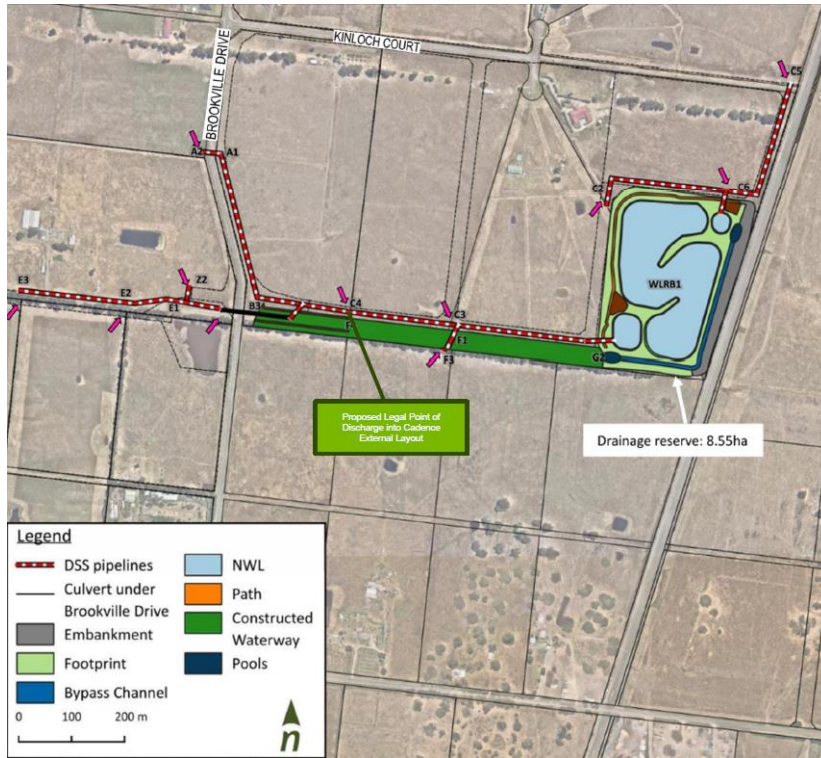 KINLOCH COURT
BROOKVILLE DRIVE
C5
A2
A1
C2
C6
WLRB1
E3
Z2
E2
E1
B3
C4
C3
F1
F3
G2
Proposed Legal Point of
Discharge into Cadence
External Layout
Drainage reserve: 8.55ha
Legend
DSS pipelines
Culvert under
Brookville Drive
Embankment
Footprint
Bypass Channel
NWL
Path
Constructed
Waterway
Pools
0 100 200 m
n